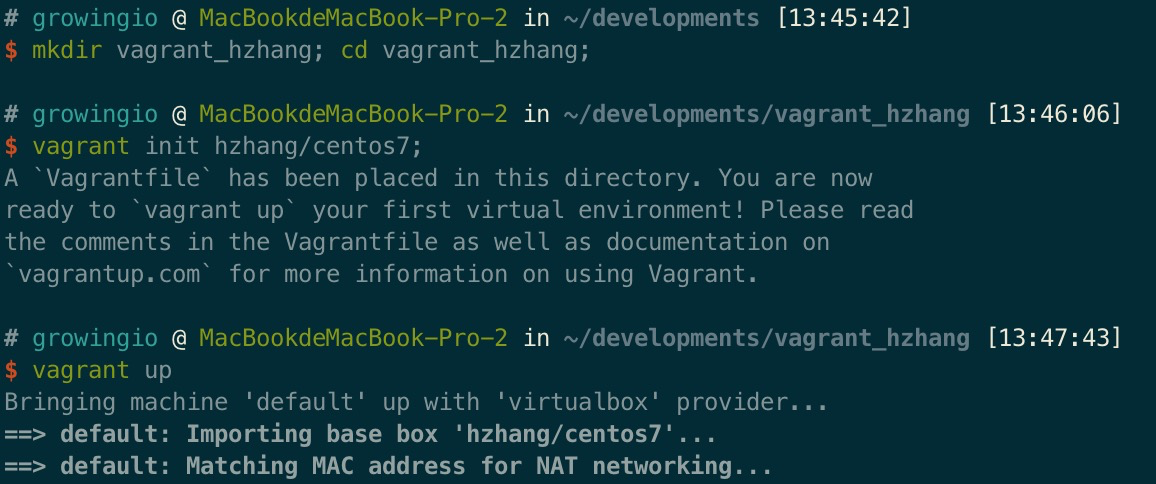 # growingio @ MacBookdeMacBook-Pro-2 in ~/developments [13:45:42]
$ mkdir vagrant_hzhang; cd vagrant_hzhang;
# growingio @ MacBookdeMacBook-Pro-2 in ~/developments/vagrant_hzhang [13:46:06]
$ vagrant init hzhang/centos7;
A `Vagrantfile` has been placed in this directory. You are now
ready to `vagrant up` your first virtual environment! Please read
the comments in the Vagrantfile as well as documentation on
`vagrantup.com` for more information on using Vagrant.
# growingio @ MacBookdeMacBook-Pro-2 in ~/developments/vagrant_hzhang [13:47:43]
$ vagrant up
Bringing machine 'default' up with 'virtualbox' provider...
==> default: Importing base box 'hzhang/centos7'...
==> default: Matching MAC address for NAT networking...